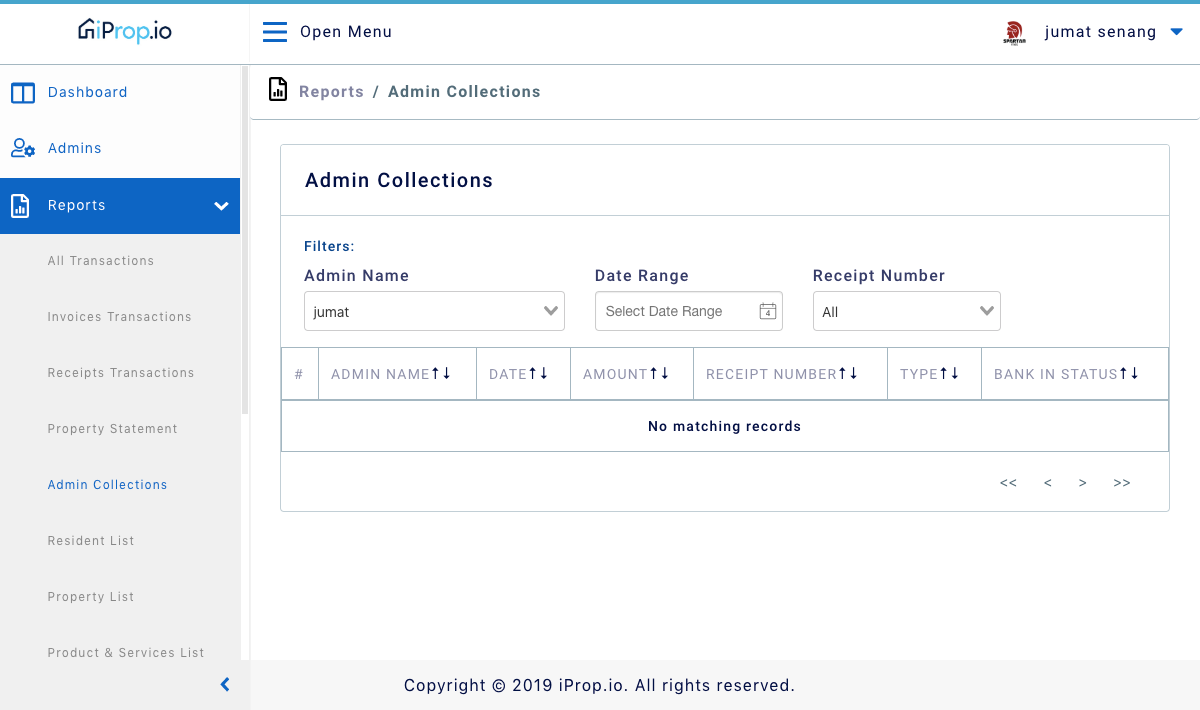 iProp.io
Open Menu
SPARTAN
jumat senang
Dashboard
Admins
Reports
All Transactions
Invoices Transactions
Receipts Transactions
Property Statement
Admin Collections
Resident List
Property List
Product & Services List
Reports / Admin Collections
Admin Collections
Filters:
Admin Name Date Range Receipt Number
jumat Select Date Range 4 All
# ADMIN NAME DATE AMOUNT RECEIPT NUMBER TYPE BANK IN STATUS
No matching records
<< < > >>
Copyright © 2019 iProp.io. All rights reserved.